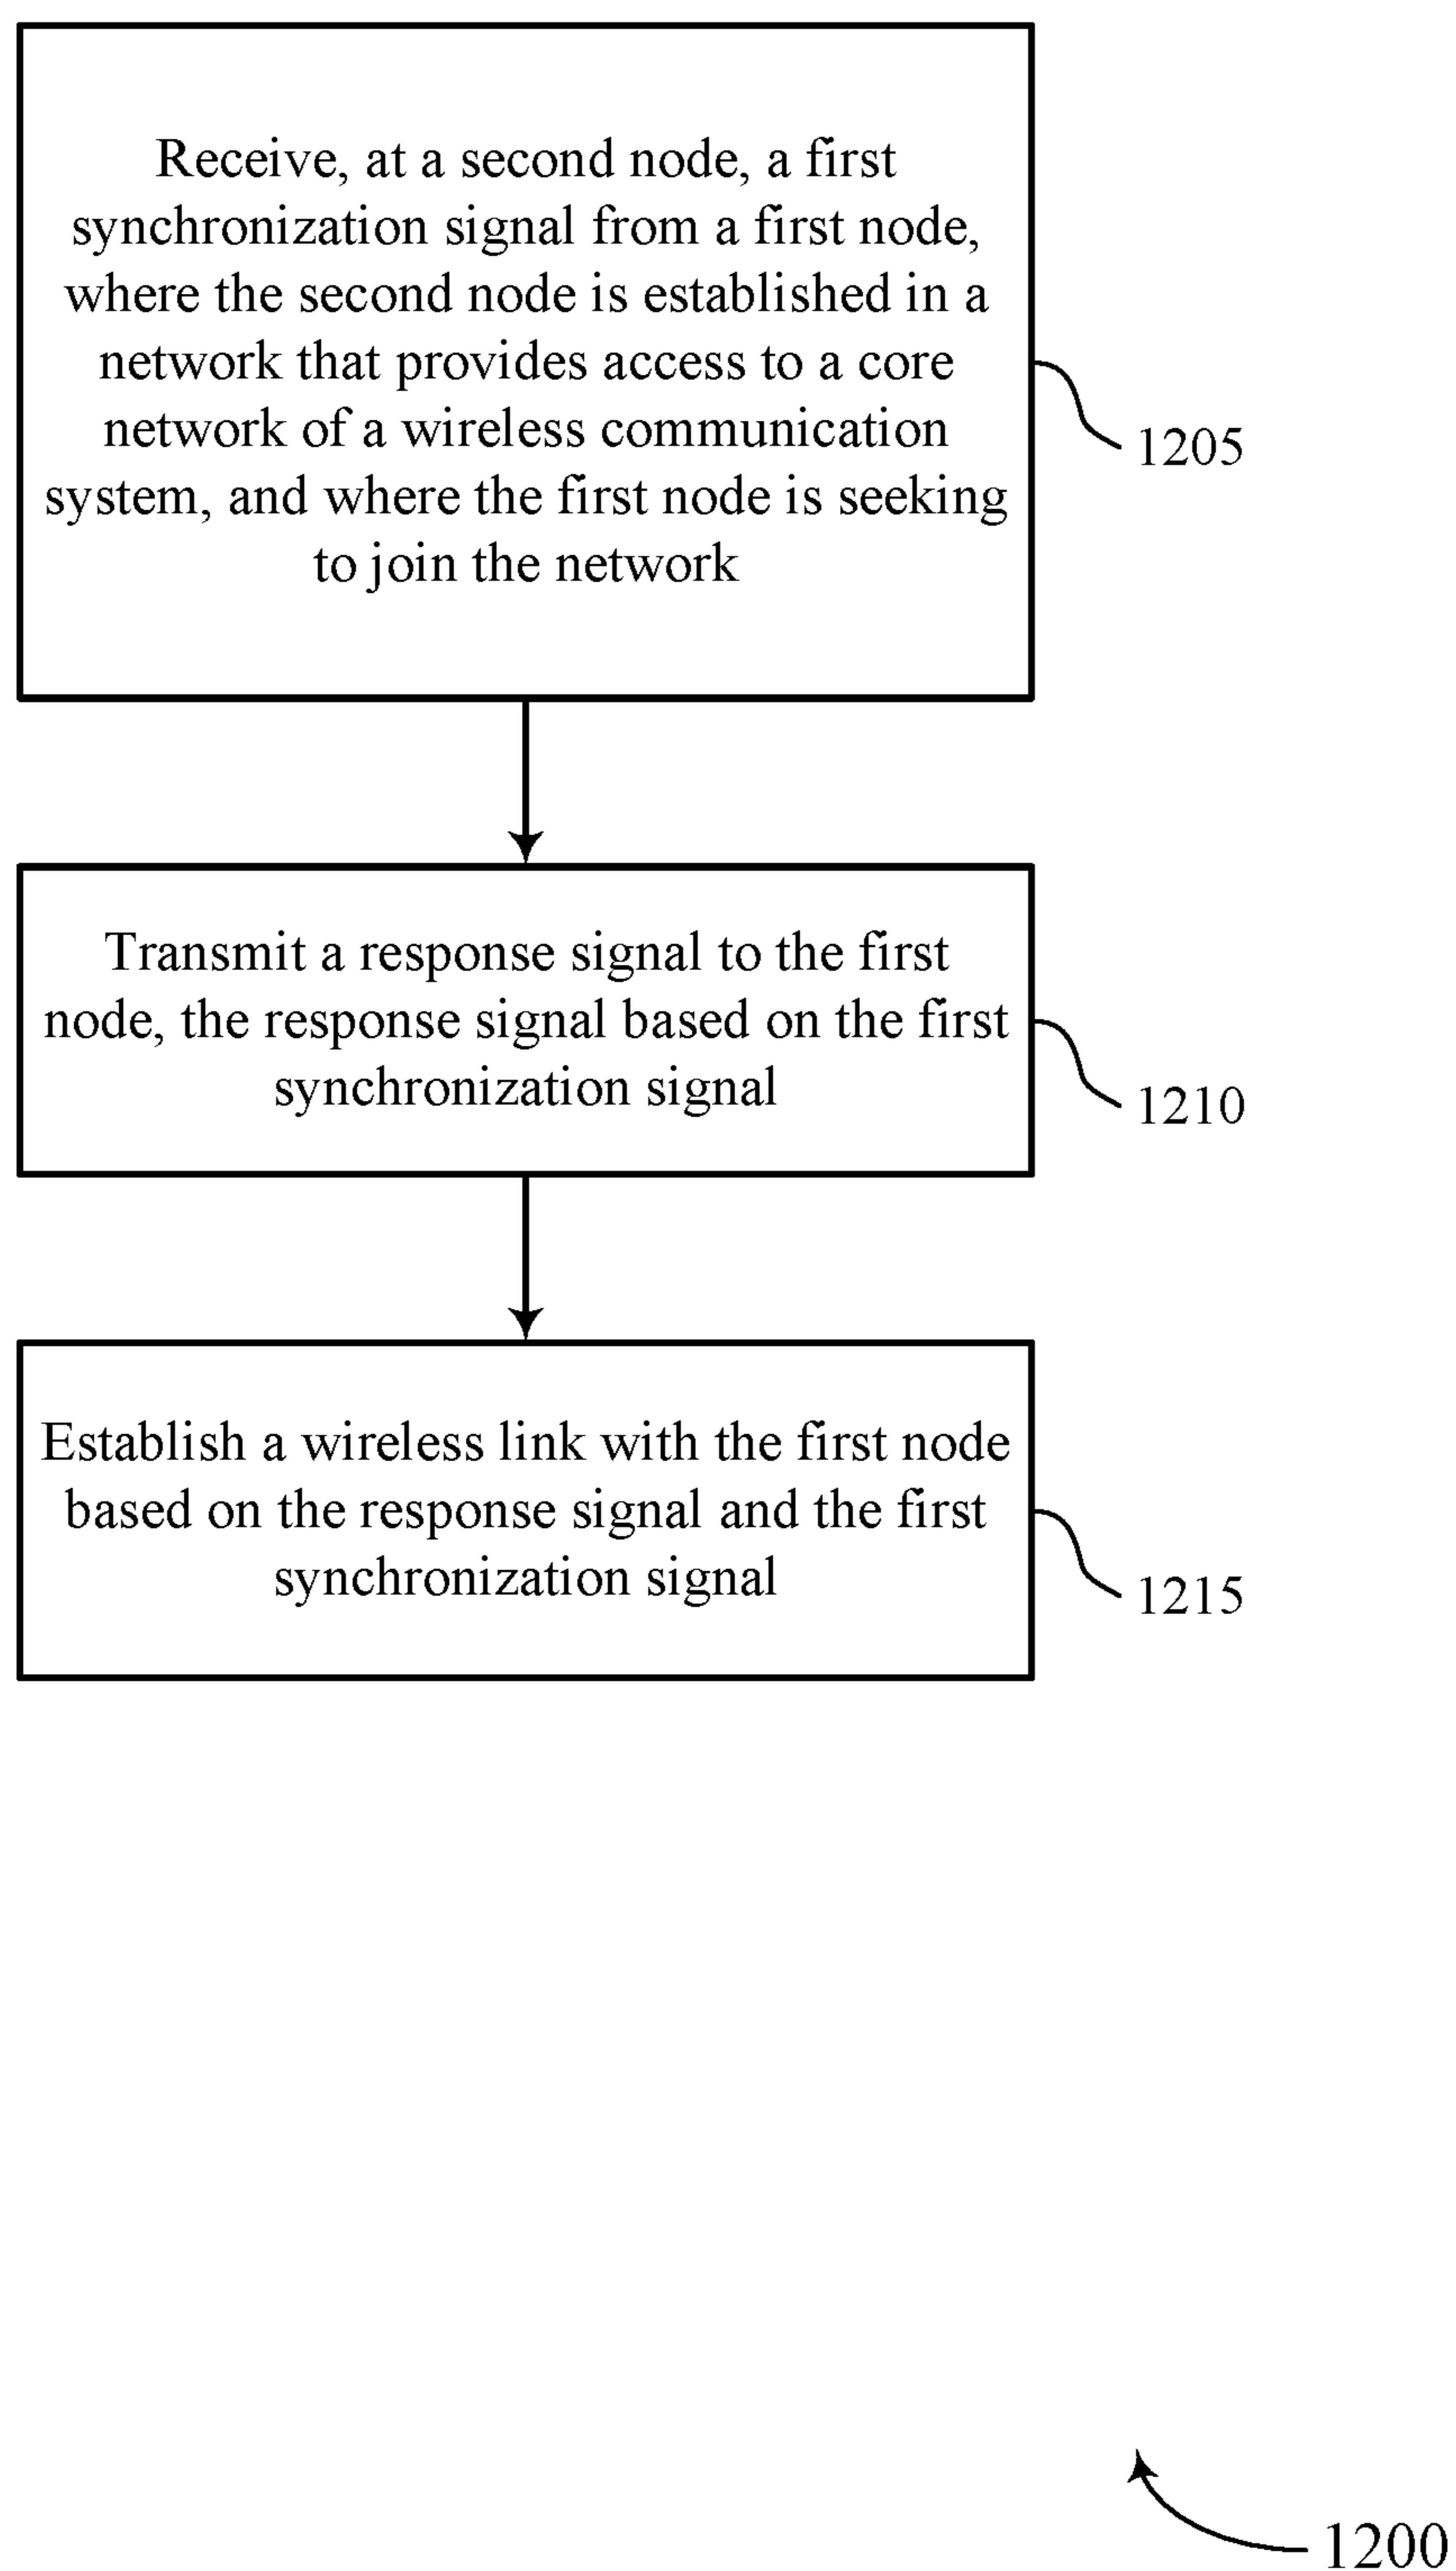 Receive, at a second node, a first
synchronization signal from a first node,
where the second node is established in a
network that provides access to a core
network of a wireless communication
system, and where the first node is seeking
to join the network
1205
Transmit a response signal to the first
node, the response signal based on the first
synchronization signal
1210
Establish a wireless link with the first node
based on the response signal and the first
synchronization signal
1215
1200